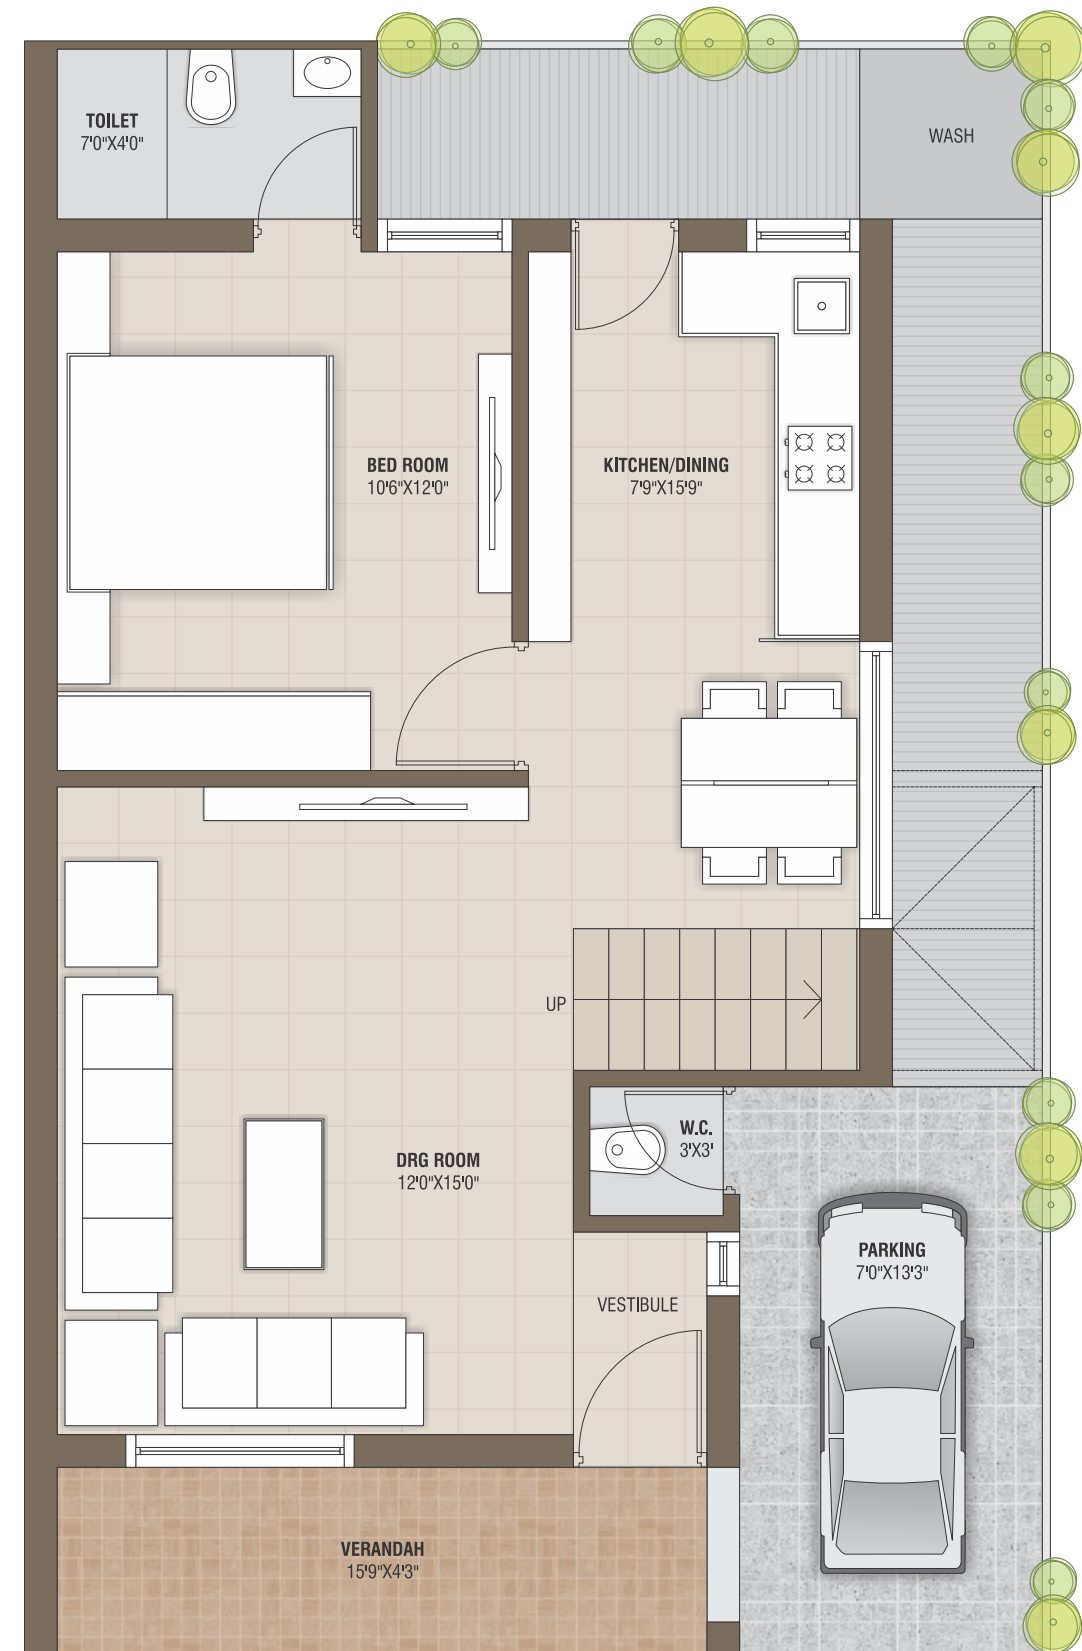 TOILET
7'0"X4'0"
WASH
BED ROOM
10'6"X12'0"
KITCHEN/DINING
7'9"X15'9"
UP
W.C.
3'X3'
DRG ROOM
12'0"X15'0"
PARKING
7'0"X13'3"
VESTIBULE
VERANDAH
15'9"X4'3"